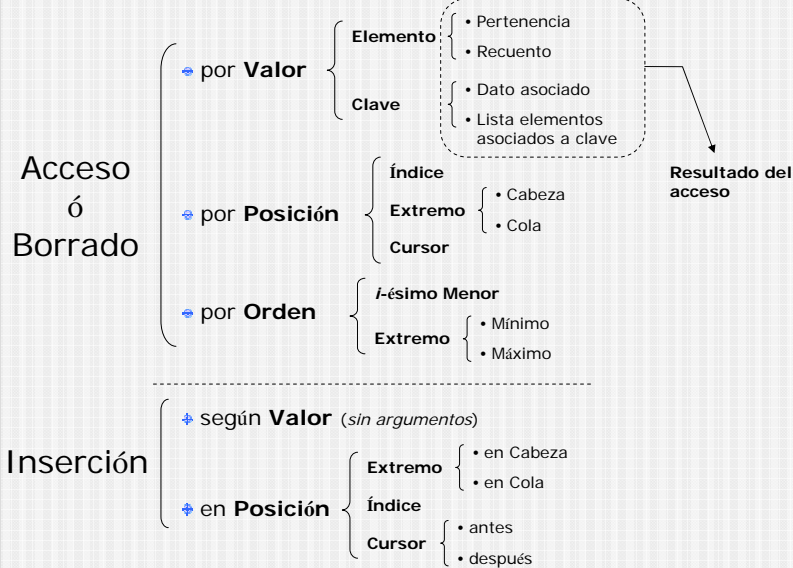 Acceso
ó
Borrado
por Valor
Elemento
• Pertenencia
• Recuento
Clave
• Dato asociado
• Lista elementos
asociados a clave
Resultado del
acceso
por Posición
Índice
Extremo
• Cabeza
• Cola
Cursor
por Orden
i-ésimo Menor
Extremo
• Mínimo
• Máximo
Inserción
según Valor (sin argumentos)
en Posición
Extremo
• en Cabeza
• en Cola
Índice
Cursor
• antes
• después